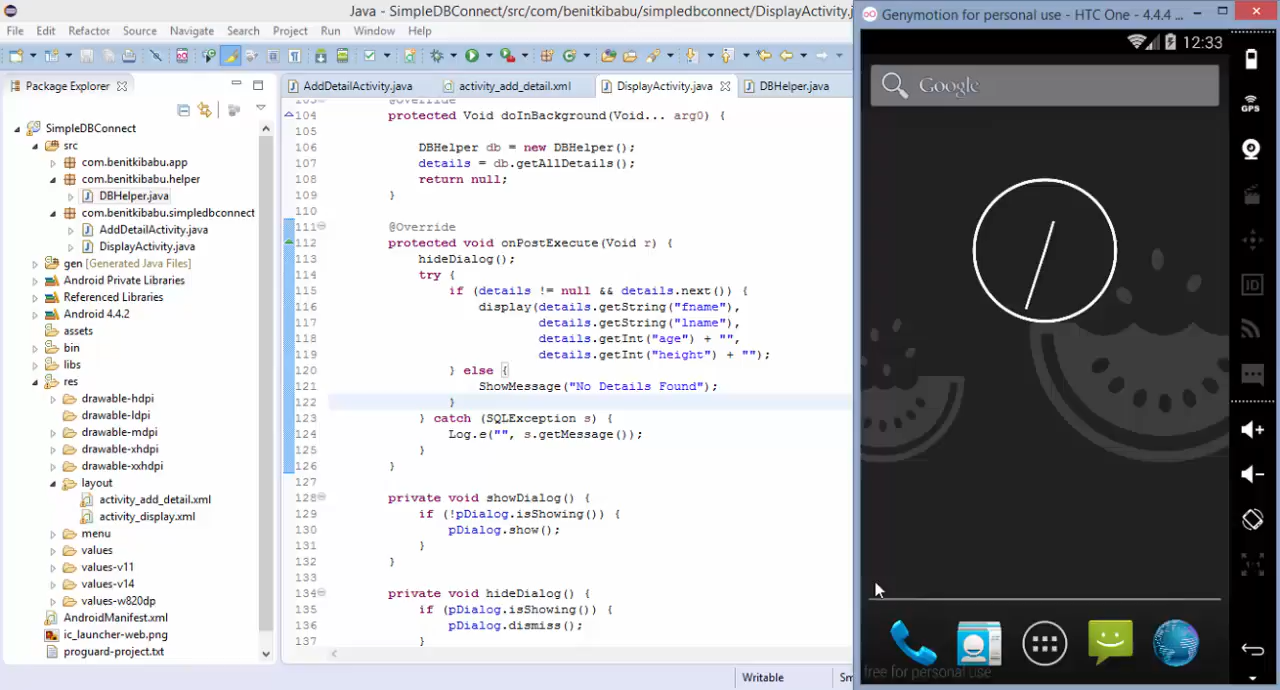 Java - SimpleDBConnect/src/com/benitkibabu/simpledbconnect/DisplayActivity.j
Genymotion for personal use - HTC One - 4.4.4 ...
File Edit Refactor Source Navigate Search Project Run Window Help
12:33
Package Explorer
AddDetailActivity.java
activity_add_detail.xml
DisplayActivity.java
DBHelper.java
Google
SimpleDBConnect
src
com.benitkibabu.app
com.benitkibabu.helper
DBHelper.java
com.benitkibabu.simpledbconnect
AddDetailActivity.java
DisplayActivity.java
gen [Generated Java Files]
Android Private Libraries
Referenced Libraries
Android 4.4.2
assets
bin
libs
res
drawable-hdpi
drawable-ldpi
drawable-mdpi
drawable-xhdpi
drawable-xxhdpi
layout
activity_add_detail.xml
activity_display.xml
menu
values
values-v11
values-v14
values-w820dp
AndroidManifest.xml
ic_launcher-web.png
proguard-project.txt
@Override
104 protected Void doInBackground(Void... arg0) {
105
106 DBHelper db = new DBHelper();
107 details = db.getAllDetails();
108 return null;
109 }
110
111 @Override
112 protected void onPostExecute(Void r) {
113 hideDialog();
114 try {
115 if (details != null && details.next()) {
116 display(details.getString("fname"),
117 details.getString("lname"),
118 details.getInt("age") + "",
119 details.getInt("height") + "");
120 } else {
121 ShowMessage("No Details Found");
122 }
123 } catch (SQLException s) {
124 Log.e("", s.getMessage());
125 }
126 }
127
128 private void showDialog() {
129 if (!pDialog.isShowing()) {
130 pDialog.show();
131 }
132 }
133
134 private void hideDialog() {
135 if (pDialog.isShowing()) {
136 pDialog.dismiss();
137 }
GPS
ID
free for personal use
Writable
Sm